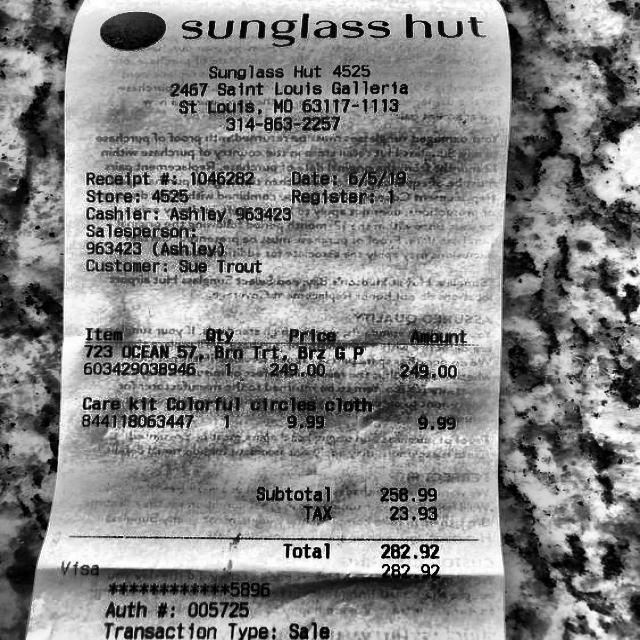 sunglass hut
Sunglass Hut 4525
2467 Saint Louis Galleria
St Louis, MO 63117-1113
314-863-2257
Receipt #: 1046282 Date: 6/5/19
Store: 4525 Register: 1
Cashier: Ashley 963423
Salesperson:
963423 (Ashley)
Customer: Sue Trout
Item Qty Price Amount
723 OCEAN 57, Brn Trt, Brz G P
603429038946 1 249.00 249.00
Care kit Colorful circles cloth
844118063447 1 9.99 9.99
Subtotal 258.99
TAX 23.93
Total 282.92
Visa 282.92
************5896
Auth #: 005725
Transaction Type: Sale